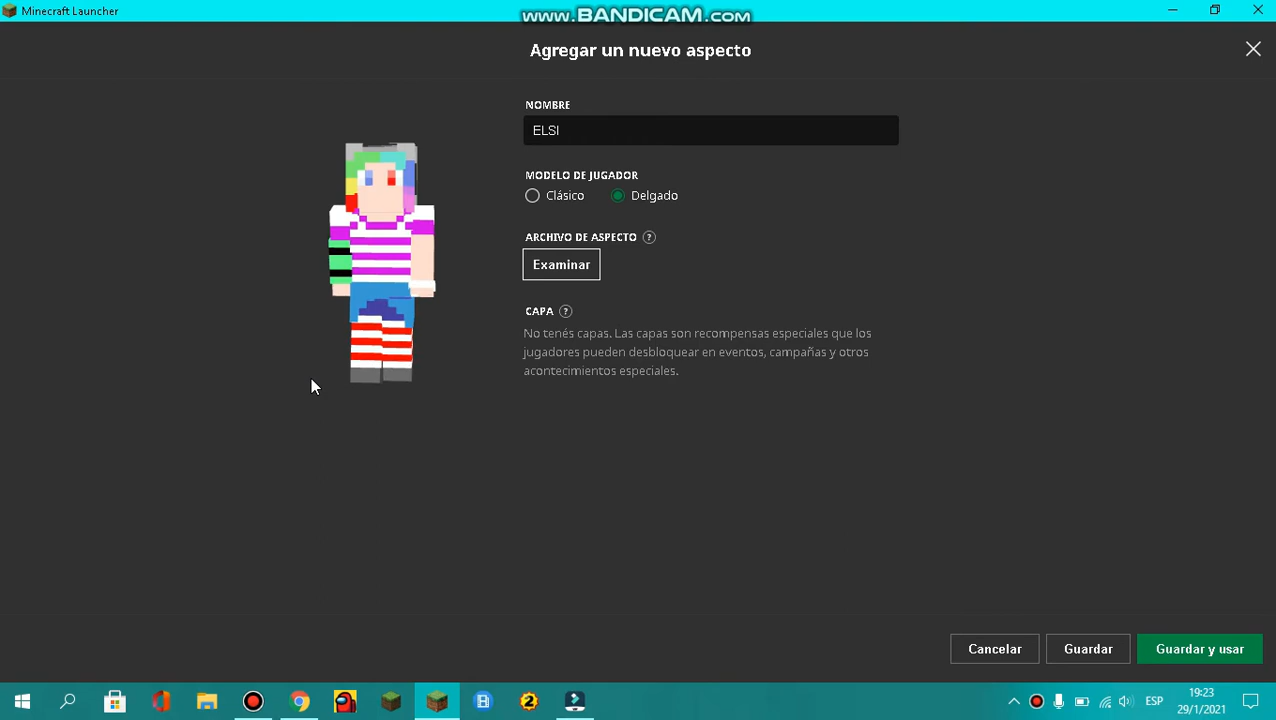 Minecraft Launcher
www.BANDICAM.com
Agregar un nuevo aspecto
NOMBRE
ELSI
MODELO DE JUGADOR
Clásico
Delgado
ARCHIVO DE ASPECTO ?
Examinar
CAPA ?
No tenés capas. Las capas son recompensas especiales que los
jugadores pueden desbloquear en eventos, campañas y otros
acontecimientos especiales.
Cancelar
Guardar
Guardar y usar
2
ESP
19:23
29/1/2021